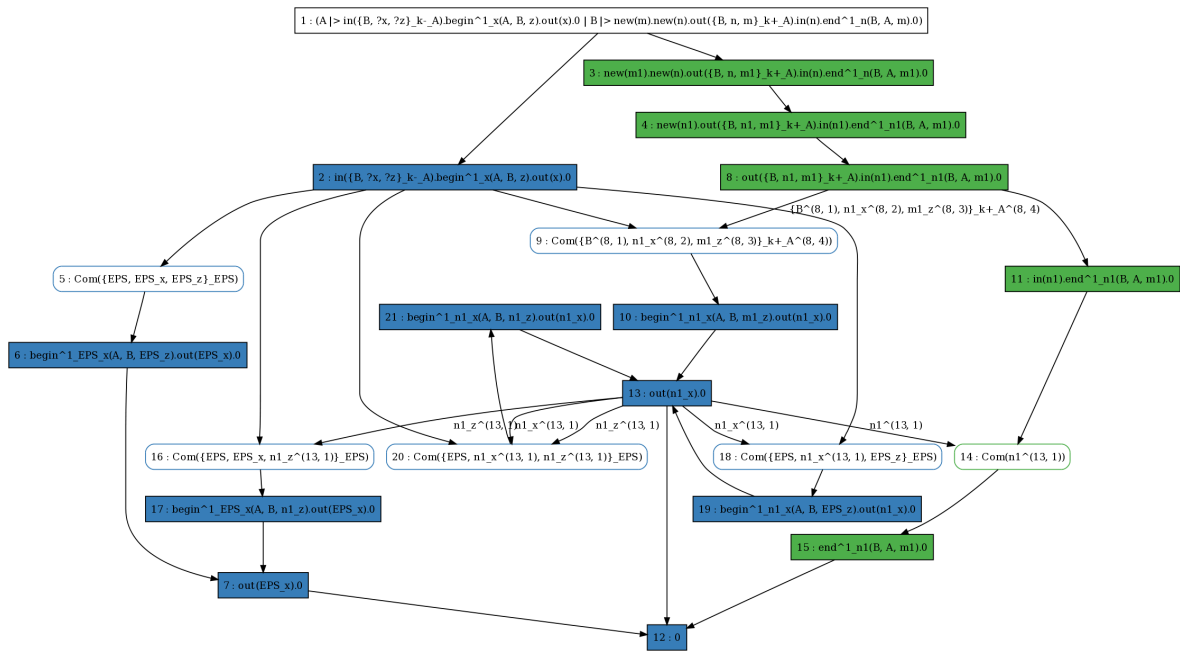 1 : (A |> in({B, ?x, ?z}_k-_A).begin^1_x(A, B, z).out(x).0 | B |> new(m).new(n).out({B, n, m}_k+_A).in(n).end^1_n(B, A, m).0)
3 : new(m1).new(n).out({B, n, m1}_k+_A).in(n).end^1_n(B, A, m1).0
4 : new(n1).out({B, n1, m1}_k+_A).in(n1).end^1_n1(B, A, m1).0
2 : in({B, ?x, ?z}_k-_A).begin^1_x(A, B, z).out(x).0
8 : out({B, n1, m1}_k+_A).in(n1).end^1_n1(B, A, m1).0
{B^(8, 1), n1_x^(8, 2), m1_z^(8, 3)}_k+_A^(8, 4)
9 : Com({B^(8, 1), n1_x^(8, 2), m1_z^(8, 3)}_k+_A^(8, 4))
5 : Com({EPS, EPS_x, EPS_z}_EPS)
11 : in(n1).end^1_n1(B, A, m1).0
21 : begin^1_n1_x(A, B, n1_z).out(n1_x).0
10 : begin^1_n1_x(A, B, m1_z).out(n1_x).0
6 : begin^1_EPS_x(A, B, EPS_z).out(EPS_x).0
13 : out(n1_x).0
n1_z^(13, 1)
n1_x^(13, 1)
n1_z^(13, 1)
n1_x^(13, 1)
n1^(13, 1)
16 : Com({EPS, EPS_x, n1_z^(13, 1)}_EPS)
20 : Com({EPS, n1_x^(13, 1), n1_z^(13, 1)}_EPS)
18 : Com({EPS, n1_x^(13, 1), EPS_z}_EPS)
14 : Com(n1^(13, 1))
17 : begin^1_EPS_x(A, B, n1_z).out(EPS_x).0
19 : begin^1_n1_x(A, B, EPS_z).out(n1_x).0
15 : end^1_n1(B, A, m1).0
7 : out(EPS_x).0
12 : 0